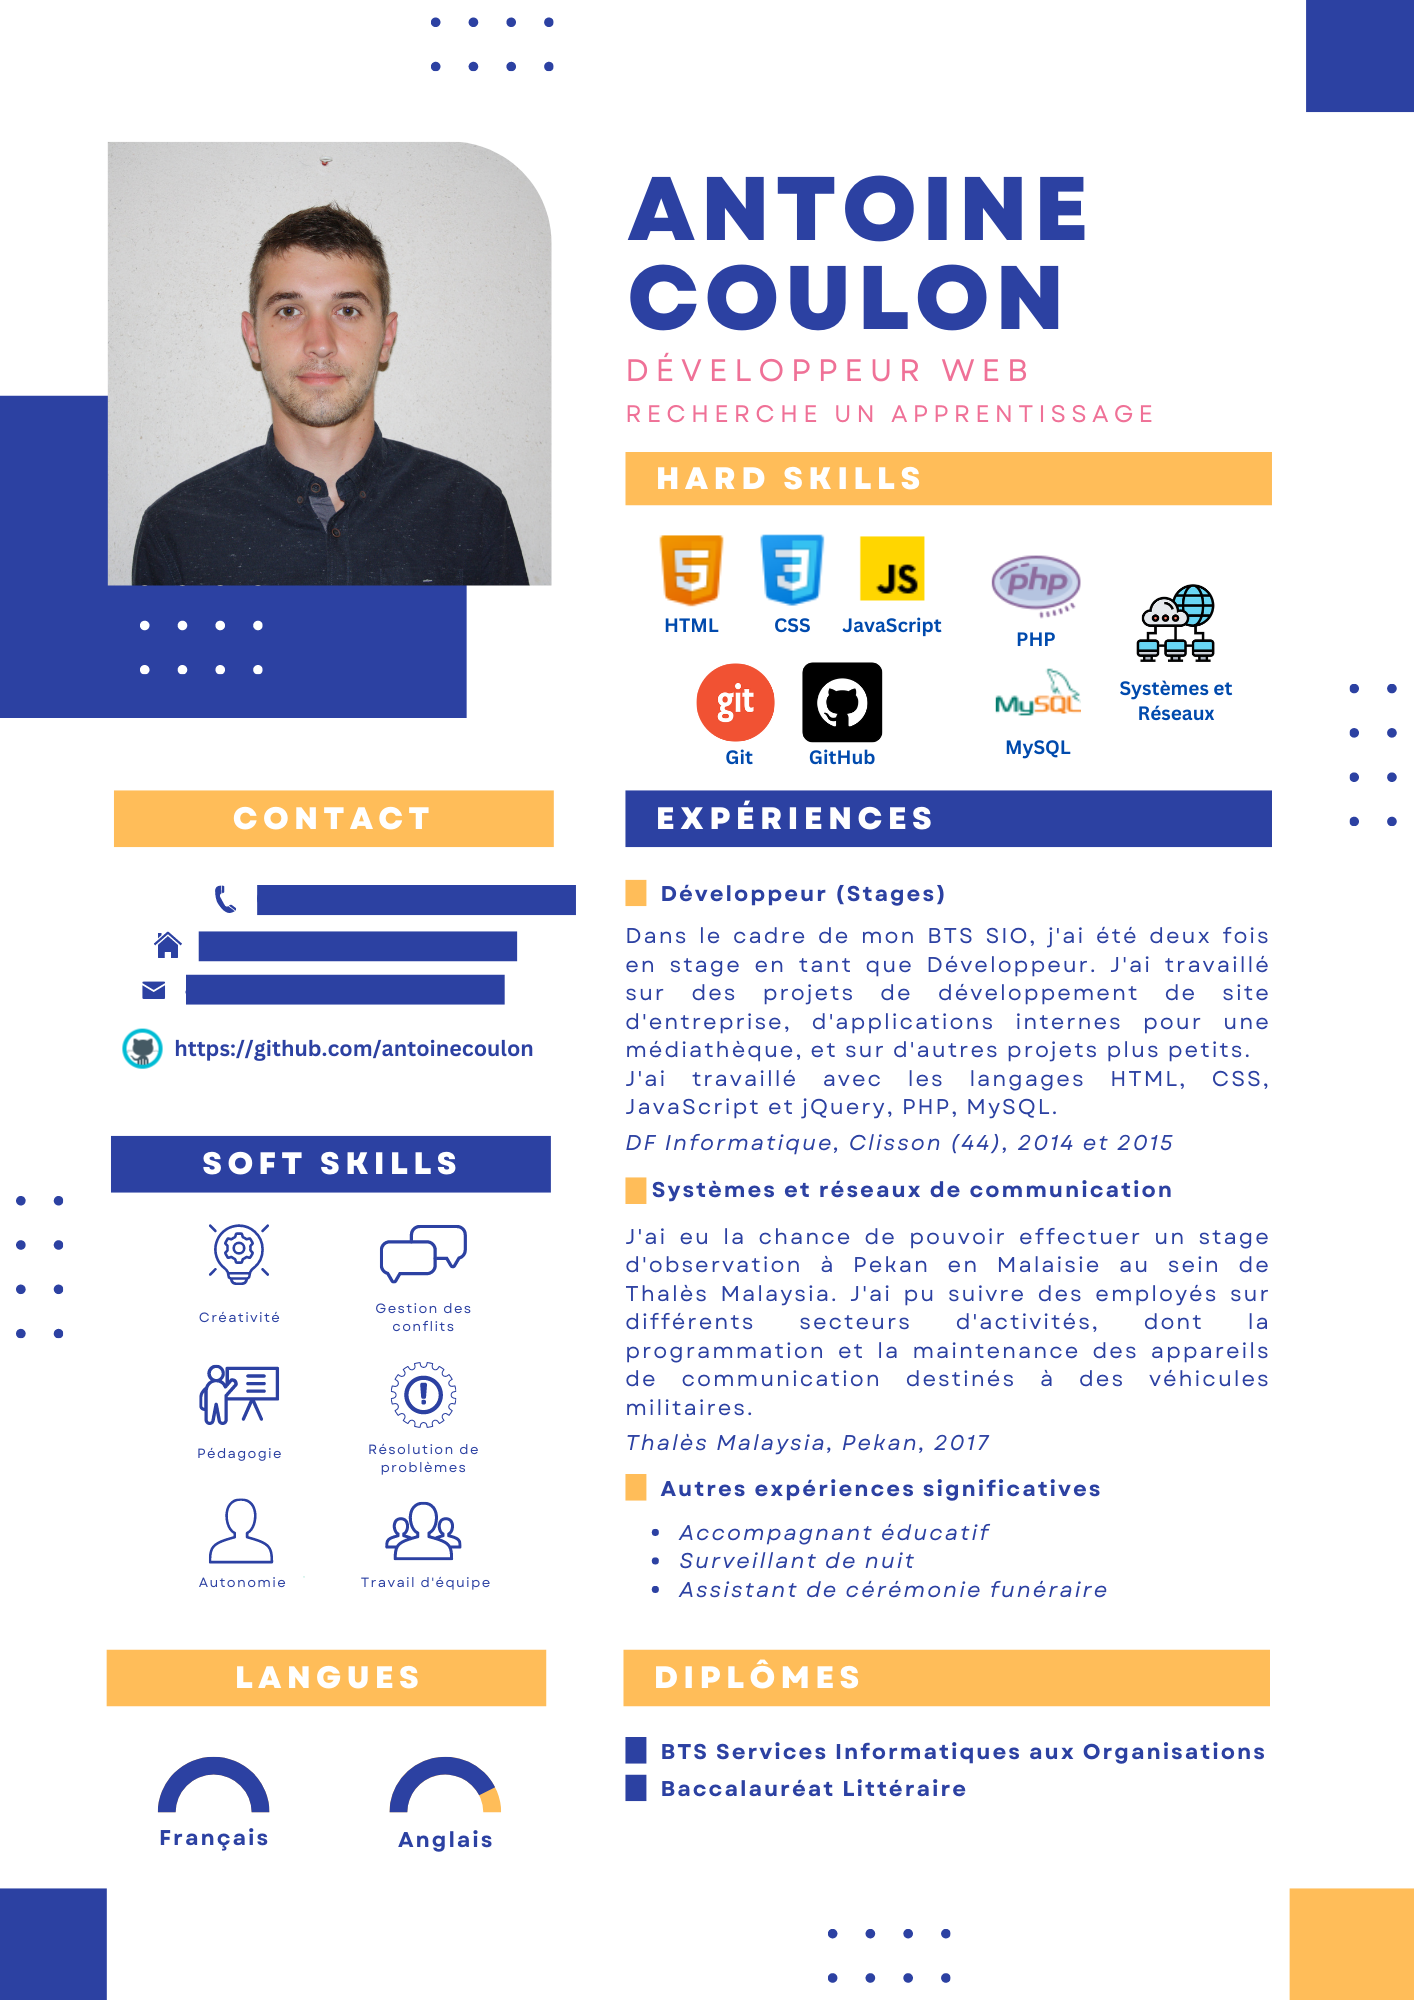 ANTOINE
COULON
DÉVELOPPEUR WEB
RECHERCHE UN APPRENTISSAGE
HARD SKILLS
5 3 JS php
HTML CSS JavaScript
PHP
git
MySQL
Systèmes et
Réseaux
Git GitHub
MySQL
CONTACT
https://github.com/antoinecoulon
SOFT SKILLS
Créativité
Gestion des
conflits
Pédagogie
Résolution de
problèmes
Autonomie
Travail d'équipe
LANGUES
Français
Anglais
EXPÉRIENCES
Développeur (Stages)
Dans le cadre de mon BTS SIO, j'ai été deux fois
en stage en tant que Développeur. J'ai travaillé
sur des projets de développement de site
d'entreprise, d'applications internes pour une
médiathèque, et sur d'autres projets plus petits.
J'ai travaillé avec les langages HTML, CSS,
JavaScript et jQuery, PHP, MySQL.
DF Informatique, Clisson (44), 2014 et 2015
Systèmes et réseaux de communication
J'ai eu la chance de pouvoir effectuer un stage
d'observation à Pekan en Malaisie au sein de
Thalès Malaysia. J'ai pu suivre des employés sur
différents secteurs d'activités, dont la
programmation et la maintenance des appareils
de communication destinés à des véhicules
militaires.
Thalès Malaysia, Pekan, 2017
Autres expériences significatives
• Accompagnant éducatif
• Surveillant de nuit
• Assistant de cérémonie funéraire
DIPLÔMES
BTS Services Informatiques aux Organisations
Baccalauréat Littéraire